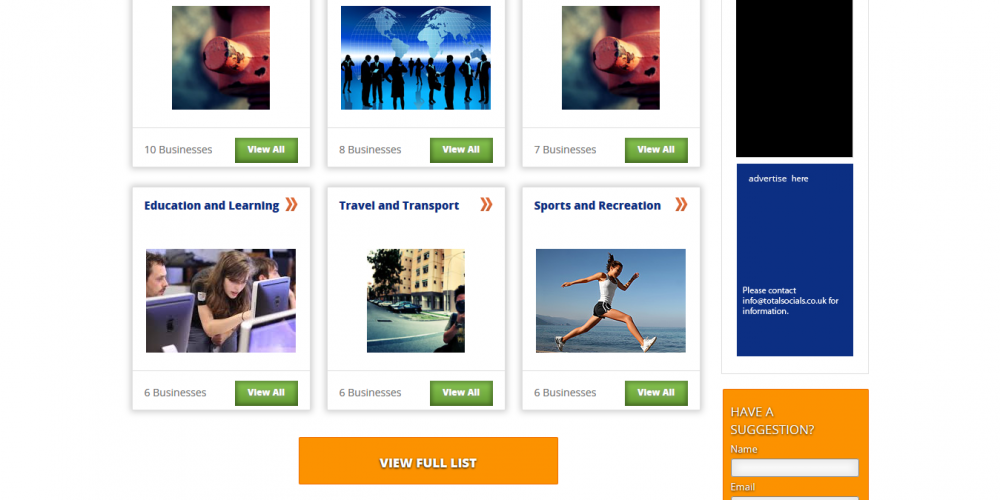 10 Businesses
View All
8 Businesses
View All
7 Businesses
View All
Education and Learning
Travel and Transport
Sports and Recreation
6 Businesses
View All
6 Businesses
View All
6 Businesses
View All
VIEW FULL LIST
advertise here
Please contact
info@totalsocials.co.uk for
information.
HAVE A
SUGGESTION?
Name
Email